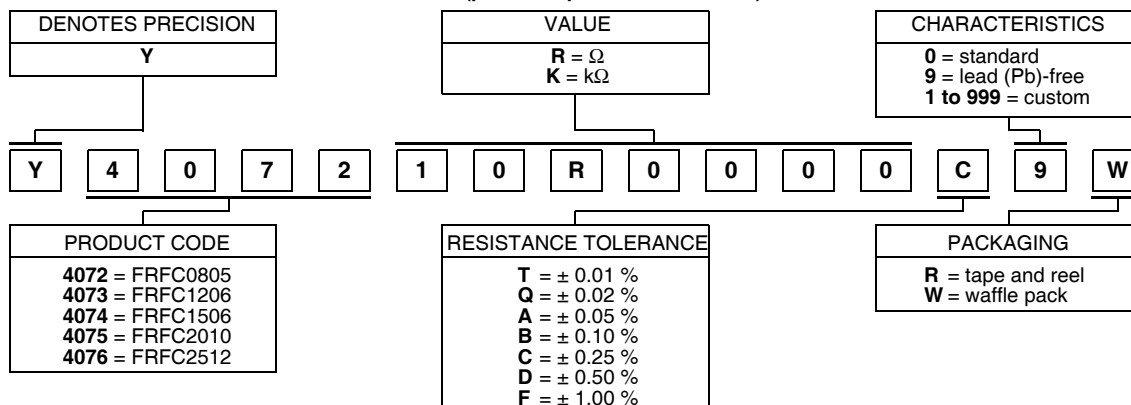 DENOTES PRECISION
Y
VALUE
R = Ω
K = kΩ
CHARACTERISTICS
0 = standard
9 = lead (Pb)-free
1 to 999 = custom
Y 4 0 7 2 1 0 R 0 0 0 0 C 9 W
PRODUCT CODE
4072 = FRFC0805
4073 = FRFC1206
4074 = FRFC1506
4075 = FRFC2010
4076 = FRFC2512
RESISTANCE TOLERANCE
T = ± 0.01 %
Q = ± 0.02 %
A = ± 0.05 %
B = ± 0.10 %
C = ± 0.25 %
D = ± 0.50 %
F = ± 1.00 %
PACKAGING
R = tape and reel
W = waffle pack